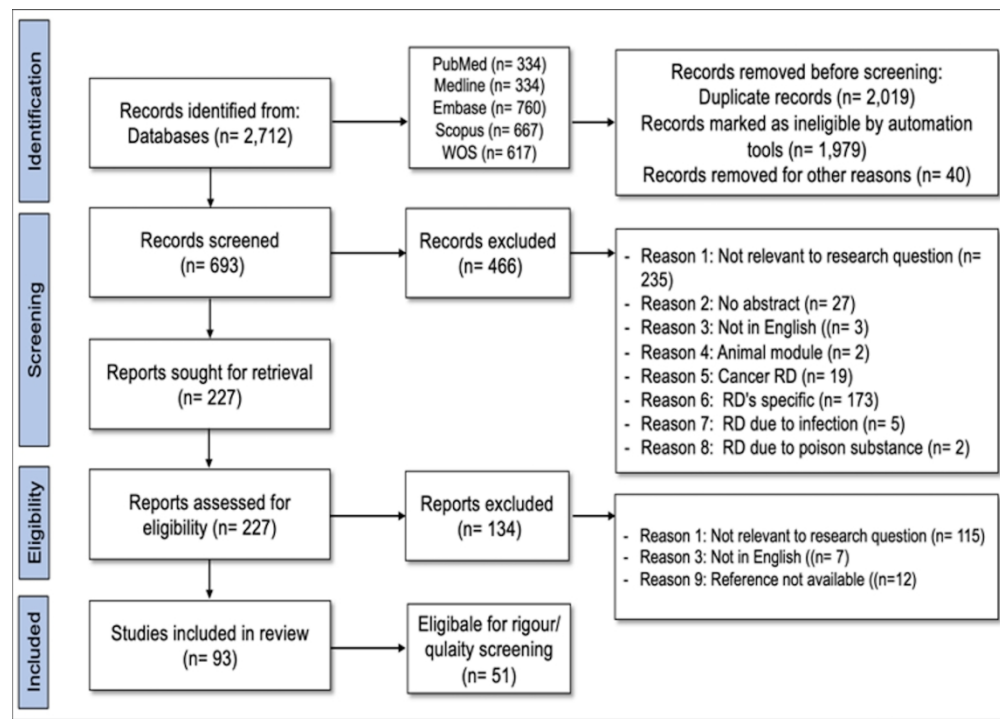 Identification
Records identified from:
Databases (n= 2,712)
PubMed (n= 334)
Medline (n= 334)
Embase (n= 760)
Scopus (n= 667)
WOS (n= 617)
Records removed before screening:
Duplicate records (n= 2,019)
Records marked as ineligible by automation
tools (n= 1,979)
Records removed for other reasons (n= 40)
Screening
Records screened
(n= 693)
Records excluded
(n= 466)
- Reason 1: Not relevant to research question (n=
235)
- Reason 2: No abstract (n= 27)
- Reason 3: Not in English ((n= 3)
- Reason 4: Animal module (n= 2)
- Reason 5: Cancer RD (n= 19)
- Reason 6: RD's specific (n= 173)
- Reason 7: RD due to infection (n= 5)
- Reason 8: RD due to poison substance (n= 2)
Reports sought for retrieval
(n= 227)
Eligibility
Reports assessed for
eligibility (n= 227)
Reports excluded
(n= 134)
- Reason 1: Not relevant to research question (n= 115)
- Reason 3: Not in English ((n= 7)
- Reason 9: Reference not available ((n=12)
Included
Studies included in review
(n= 93)
Eligibale for rigour/
qulaity screening
(n= 51)